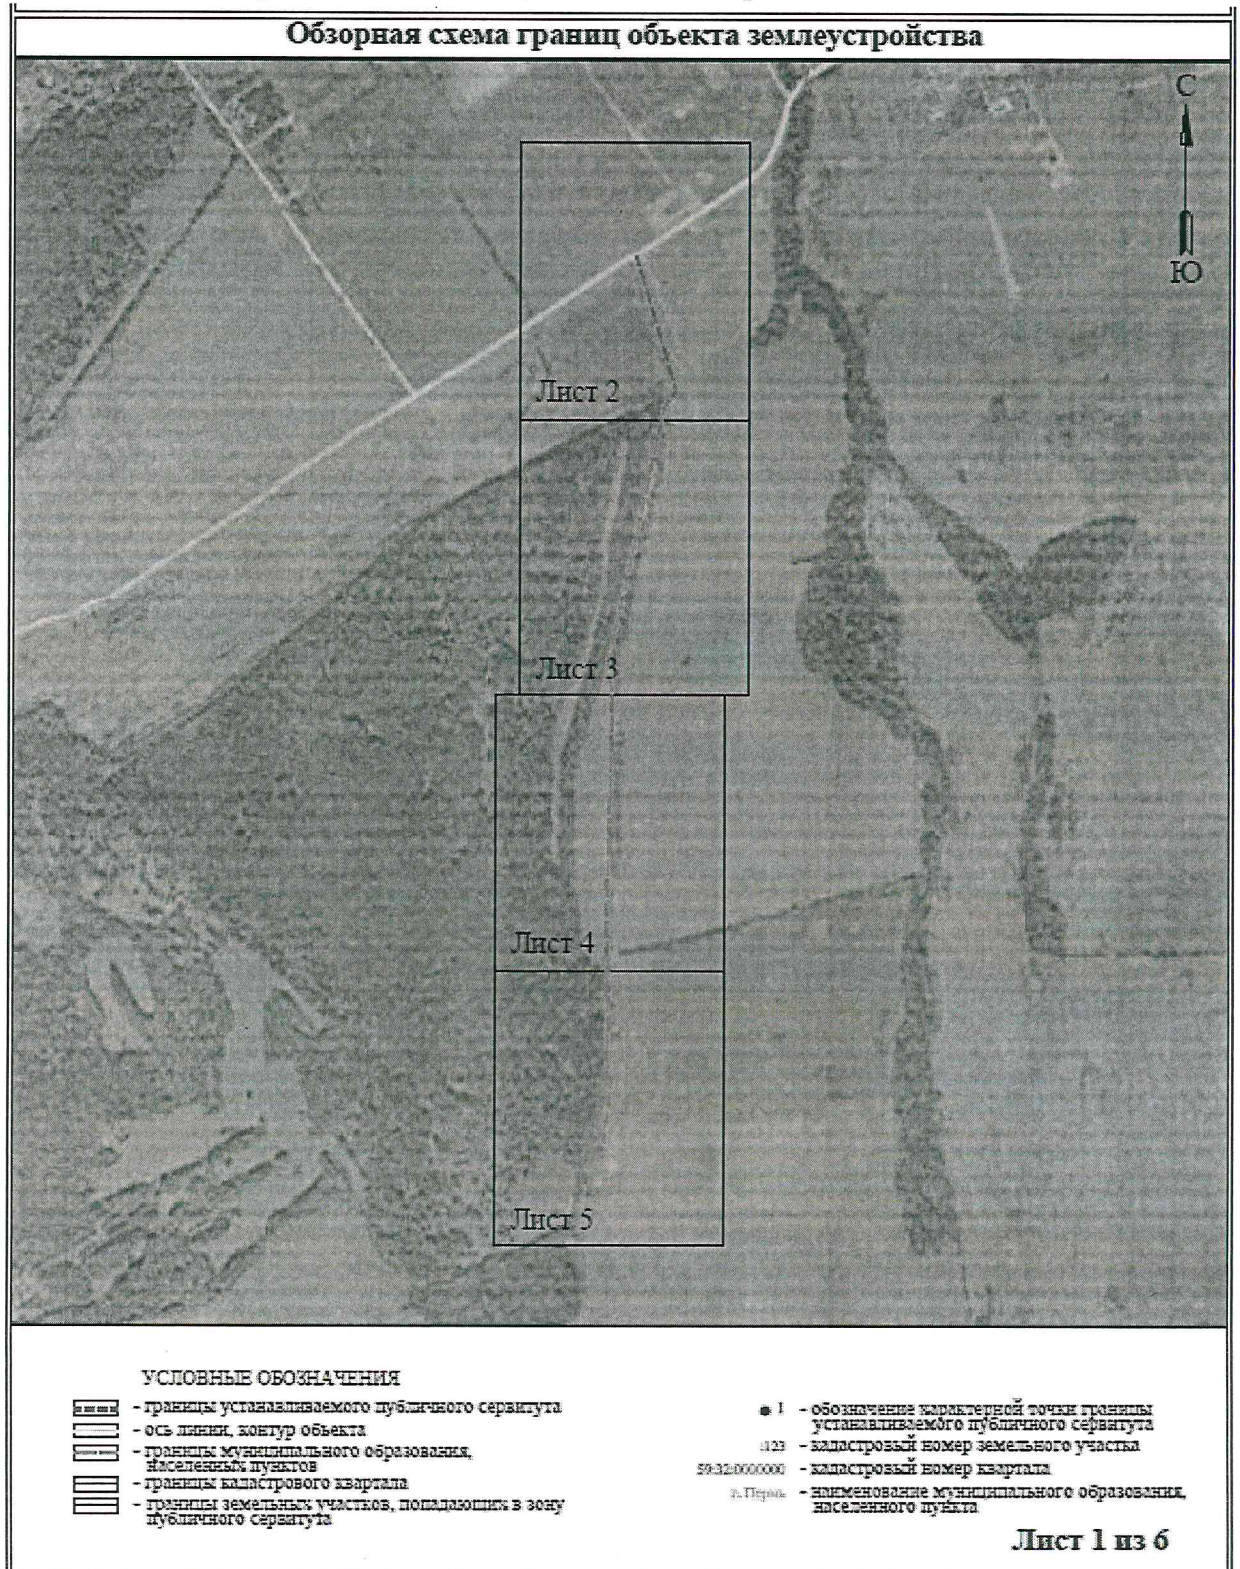 Обзорная схема границ объекта землеустройства
С
Ю
Лист 2
Лист 3
Лист 4
Лист 5
УСЛОВНЫЕ ОБОЗНАЧЕНИЯ
- границы устанавливаемого публичного сервитута
- ось линии, контур объекта
- границы муниципального образования,
населенных пунктов
- границы кадастрового квартала
- границы земельных участков, попадающих в зону
публичного сервитута
1 - обозначение характерной точки границы
устанавливаемого публичного сервитута
:123 - кадастровый номер земельного участка
59:32:0000000 - кадастровый номер квартала
г. Пермь - наименование муниципального образования,
населенного пункта
Лист 1 из 6